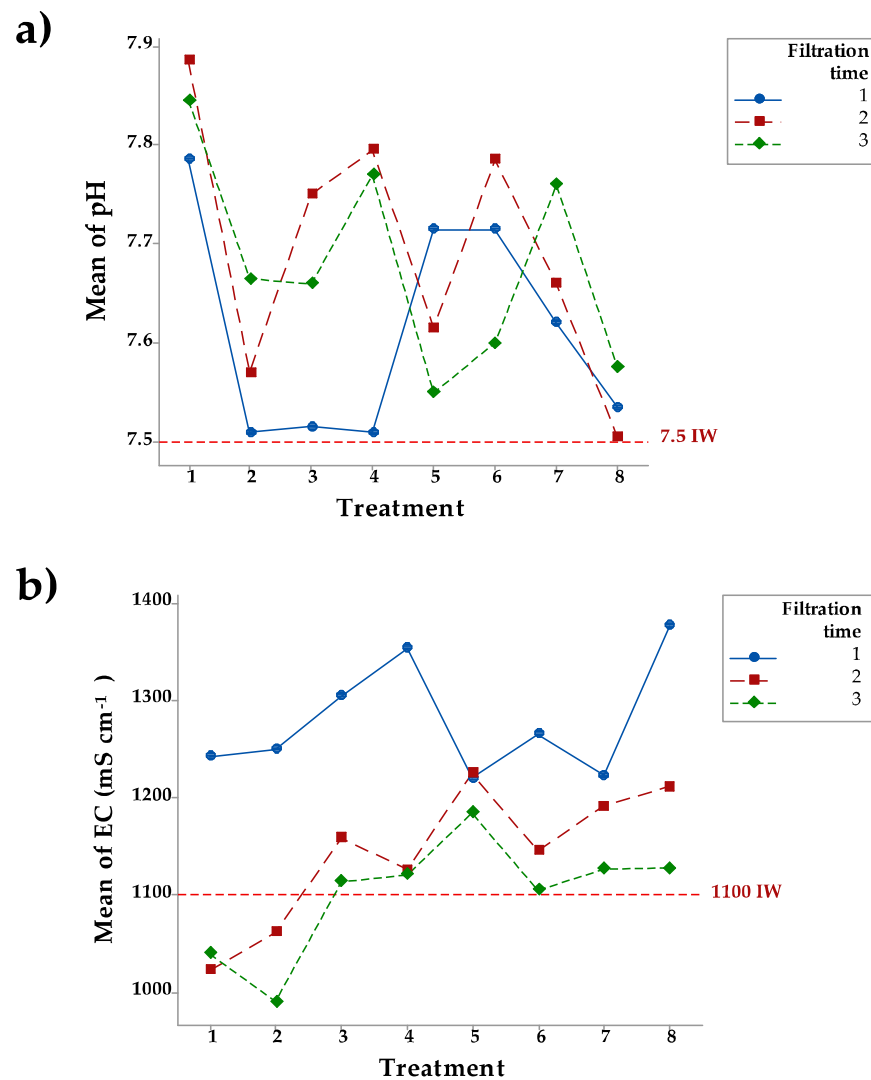 a)
Mean of pH
7.9
7.8
7.7
7.6
7.5
1 2 3 4 5 6 7 8
Treatment
7.5 IW
Filtration
time
1
2
3
b)
Mean of EC (mS cm⁻¹ )
1400
1300
1200
1100
1000
1 2 3 4 5 6 7 8
Treatment
1100 IW
Filtration
time
1
2
3